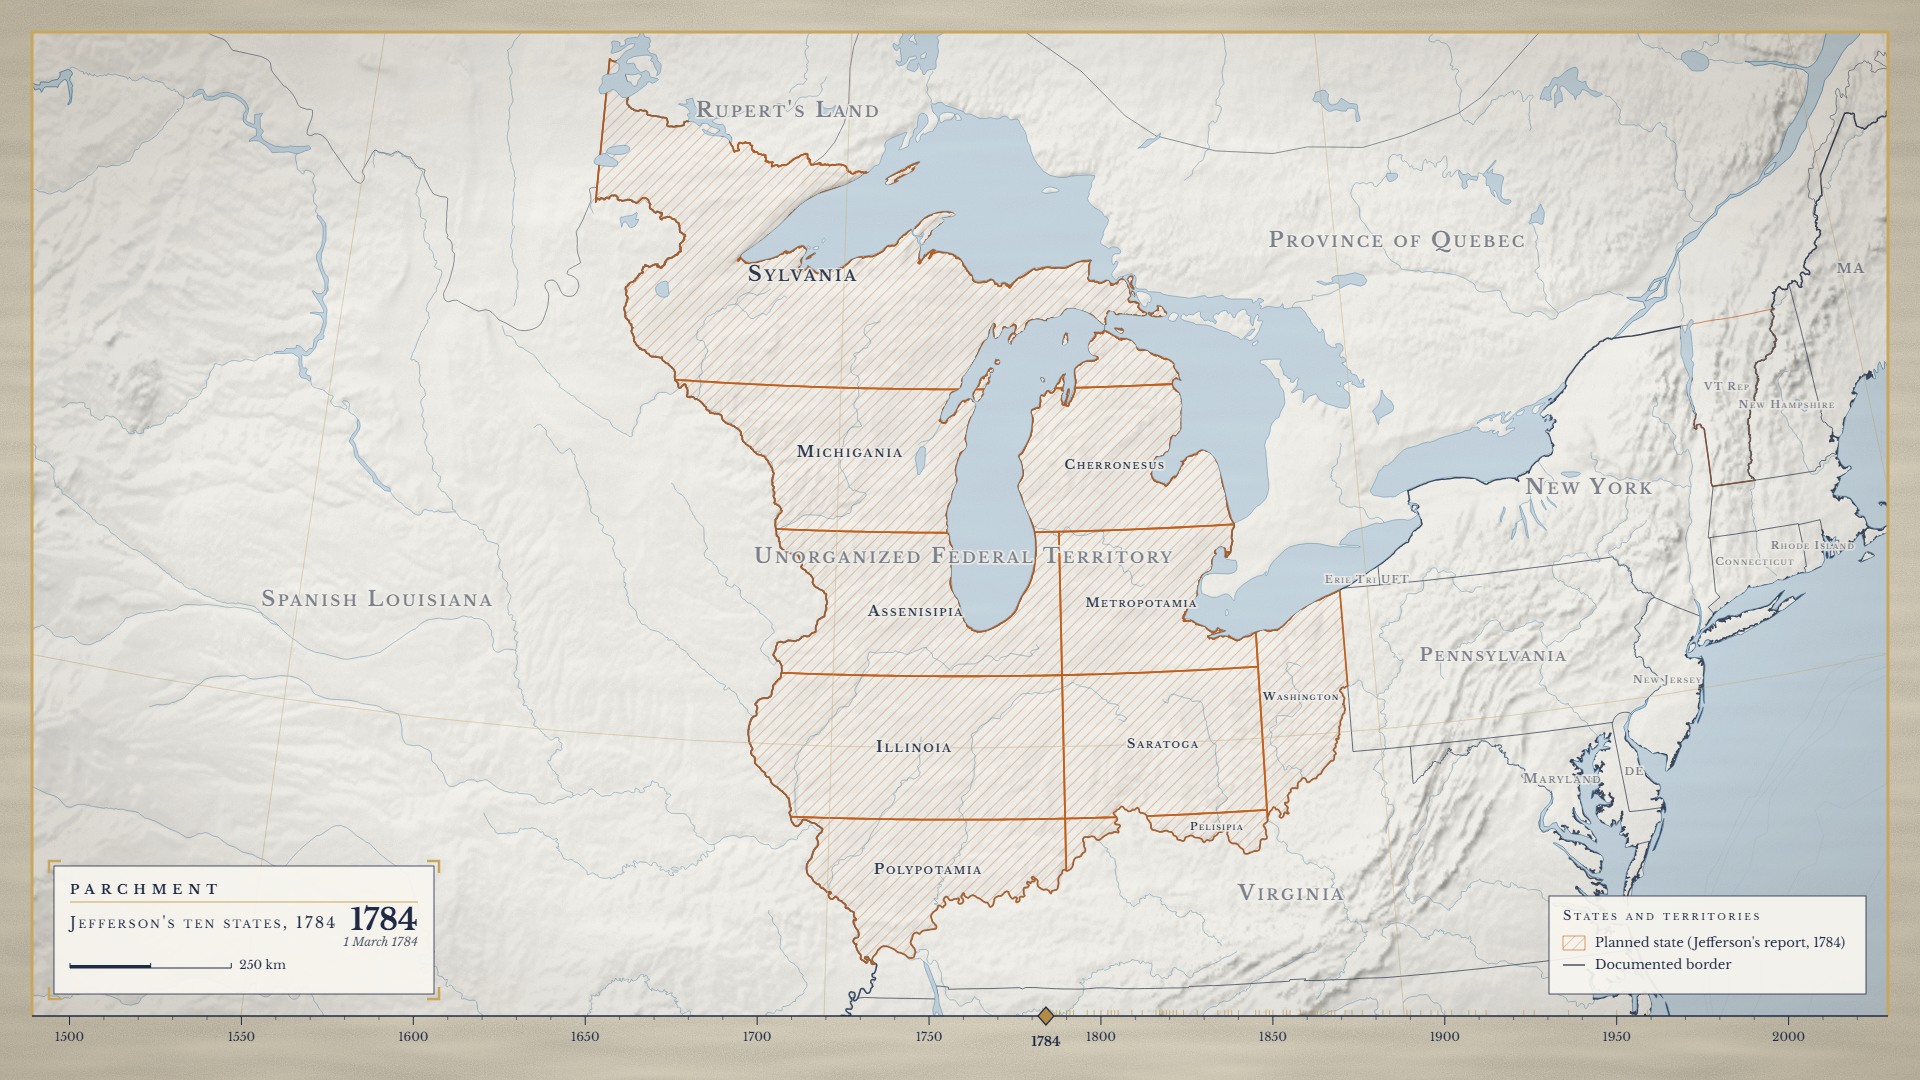 Rupert's Land
Province of Quebec
MA
Sylvania
VT Rep
New Hampshire
Michigania
Cherronesus
New York
Unorganized Federal Territory
Rhode Island
Connecticut
Erie Tri UFT
Spanish Louisiana
Assenisipia
Metropotamia
Pennsylvania
New Jersey
Washington
Illinoia
Saratoga
DE
Maryland
Pelisipia
Polypotamia
Virginia
PARCHMENT
Jefferson's ten states, 1784
1784
1 March 1784
250 km
States and territories
Planned state (Jefferson's report, 1784)
Documented border
1500
1550
1600
1650
1700
1750
1784
1800
1850
1900
1950
2000